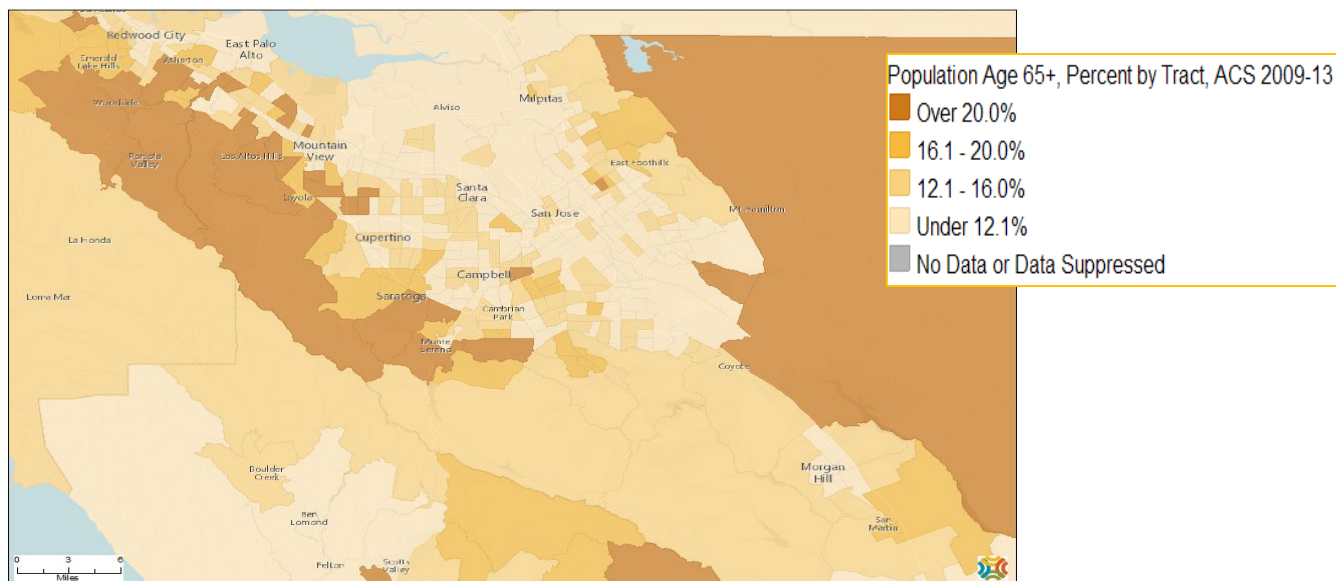 Redwood City
East Palo
Alto
Emerald
Lake Hills
Atherton
Woodside
Alviso
Milpitas
Portola
Valley
Los Altos Hills
Mountain
View
East Foothills
Loyola
Santa
Clara
San Jose
Mt Hamilton
La Honda
Cupertino
Loma Mar
Saratoga
Campbell
Cambrian
Park
Monte
Sereno
Coyote
Morgan
Hill
Boulder
Creek
Ben
Lomond
San
Martin
Felton
Scotts
Valley
0 3 6
Miles
Population Age 65+, Percent by Tract, ACS 2009-13
Over 20.0%
16.1 - 20.0%
12.1 - 16.0%
Under 12.1%
No Data or Data Suppressed